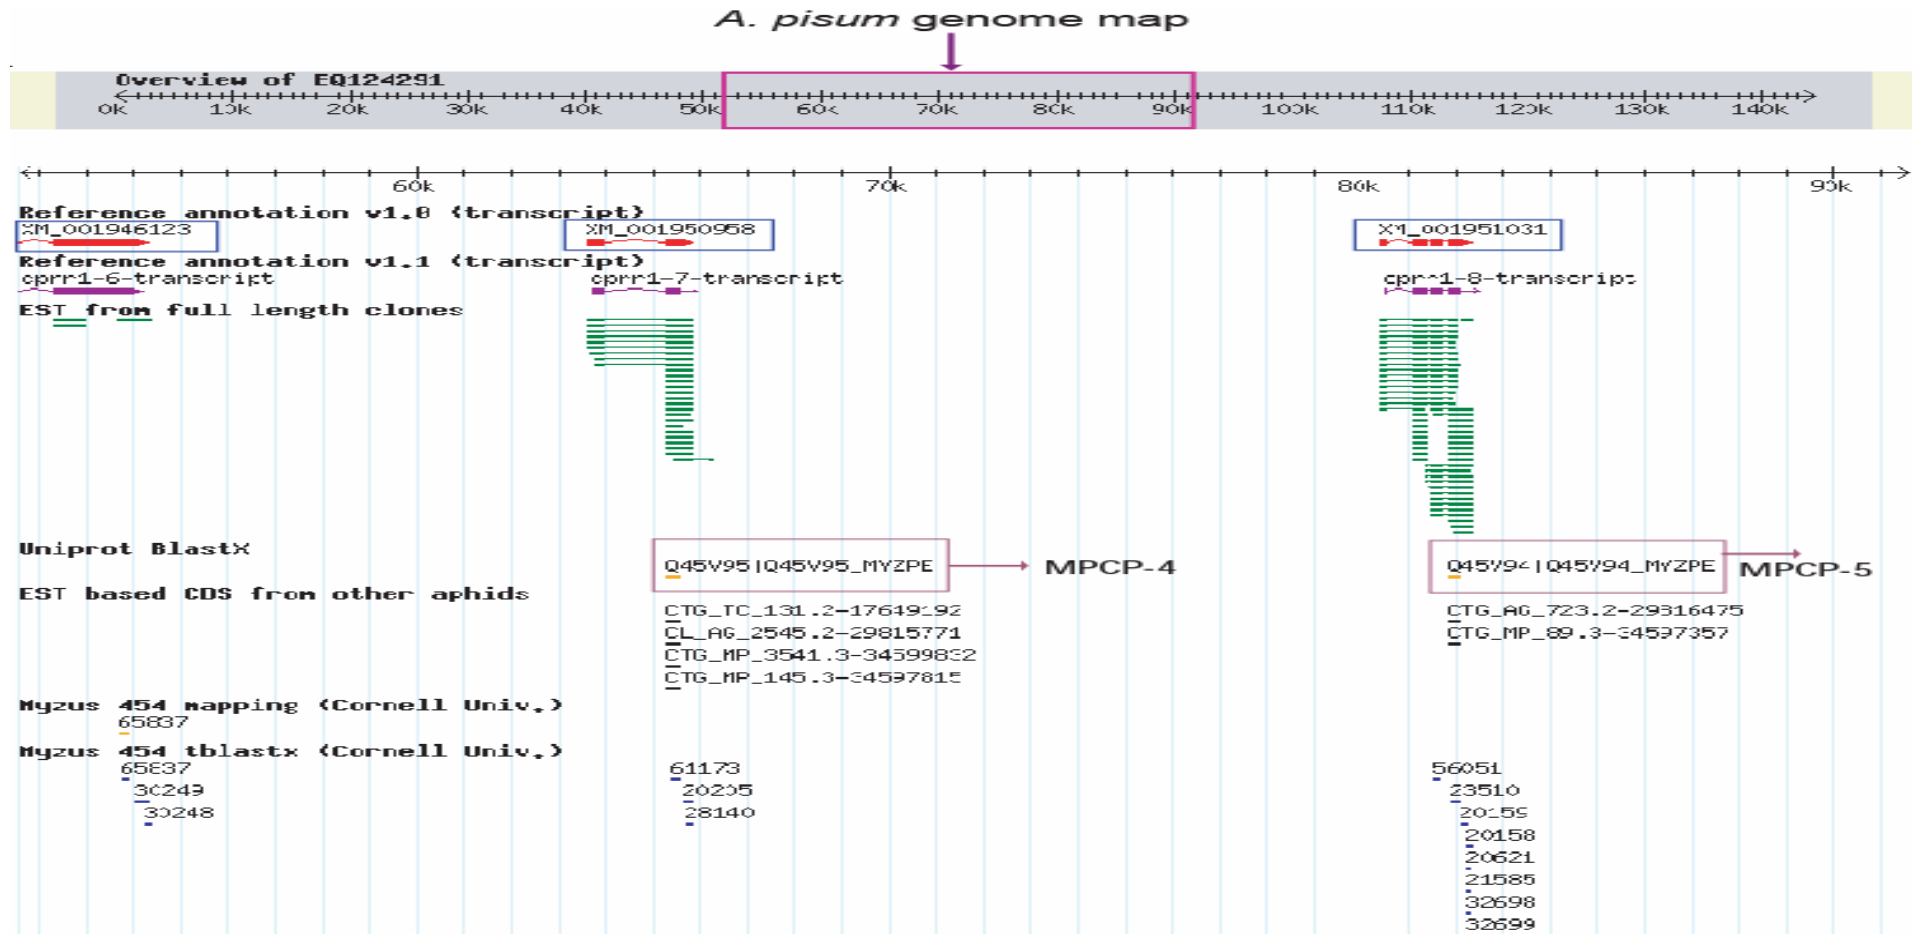 A. pisum genome map
Overview of EQ124291
0k 10k 20k 30k 40k 50k 60k 70k 80k 90k 100k 110k 120k 130k 140k
60k 70k 80k 90k
Reference annotation v1.0 (transcript)
XM_001946123 XM_001950958 XM_001951031
Reference annotation v1.1 (transcript)
cprr1-6-transcript cprr1-7-transcript cprr1-8-transcript
EST from full length clones
Uniprot BlastX
Q45V95|Q45V95_MYZPE MPCP-4 Q45V94|Q45V94_MYZPE MPCP-5
EST based CDS from other aphids
CTG_TC_131.2-17649192 CTG_AG_723.2-29816475
CL_AG_2545.2-29815771 CTG_MP_89.3-34597357
CTG_MP_3541.3-34599832
CTG_MP_145.3-34597815
Myzus 454 mapping (Cornell Univ.)
65837
Myzus 454 tblastx (Cornell Univ.)
65837 61173 56051
30249 20205 23510
30248 28140 20159
20158
20621
21585
32698
32699